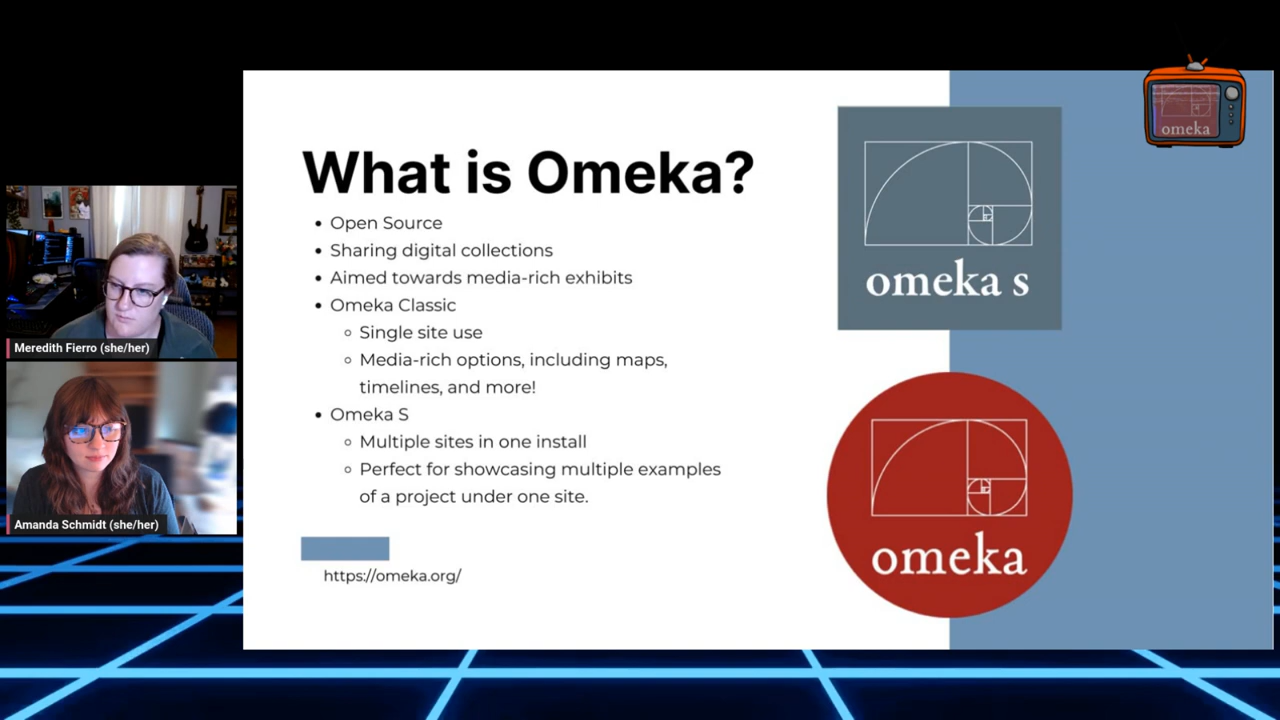 What is Omeka?
• Open Source
• Sharing digital collections
• Aimed towards media-rich exhibits
• Omeka Classic
◦ Single site use
◦ Media-rich options, including maps,
timelines, and more!
• Omeka S
◦ Multiple sites in one install
◦ Perfect for showcasing multiple examples
of a project under one site.
https://omeka.org/
omeka s
omeka
omeka
Meredith Fierro (she/her)
Amanda Schmidt (she/her)